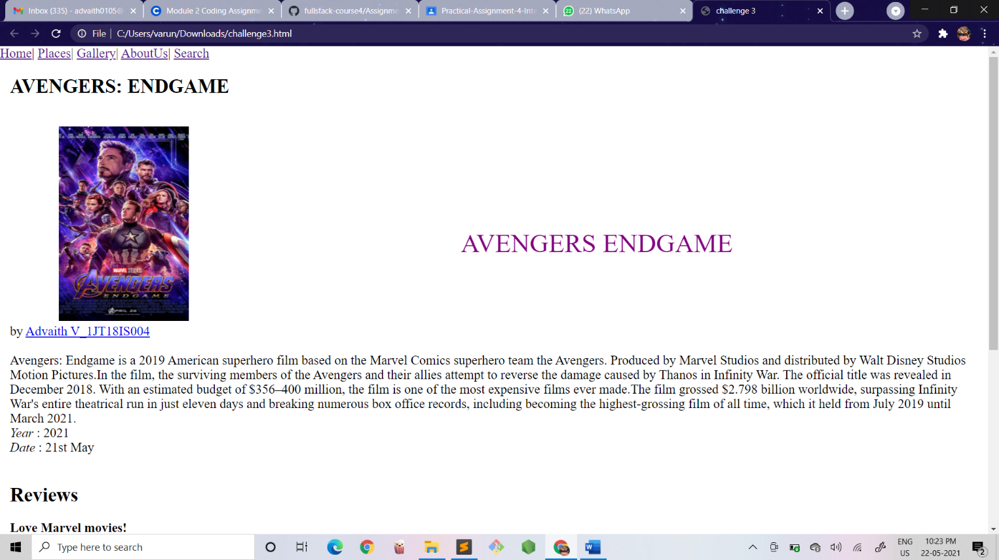 Inbox (335) - advaith0105@
Module 2 Coding Assignme
fullstack-course4/Assignme
Practical-Assignment-4-Intr
(22) WhatsApp
challenge 3
File | C:/Users/varun/Downloads/challenge3.html
Home| Places| Gallery| AboutUs| Search
AVENGERS: ENDGAME
MARVEL STUDIOS
AVENGERS
ENDGAME
APRIL 26
AVENGERS ENDGAME
by Advaith V_1JT18IS004
Avengers: Endgame is a 2019 American superhero film based on the Marvel Comics superhero team the Avengers. Produced by Marvel Studios and distributed by Walt Disney Studios
Motion Pictures.In the film, the surviving members of the Avengers and their allies attempt to reverse the damage caused by Thanos in Infinity War. The official title was revealed in
December 2018. With an estimated budget of $356–400 million, the film is one of the most expensive films ever made.The film grossed $2.798 billion worldwide, surpassing Infinity
War's entire theatrical run in just eleven days and breaking numerous box office records, including becoming the highest-grossing film of all time, which it held from July 2019 until
March 2021.
Year : 2021
Date : 21st May
Reviews
Love Marvel movies!
Type here to search
ENG
US
10:23 PM
22-05-2021
2